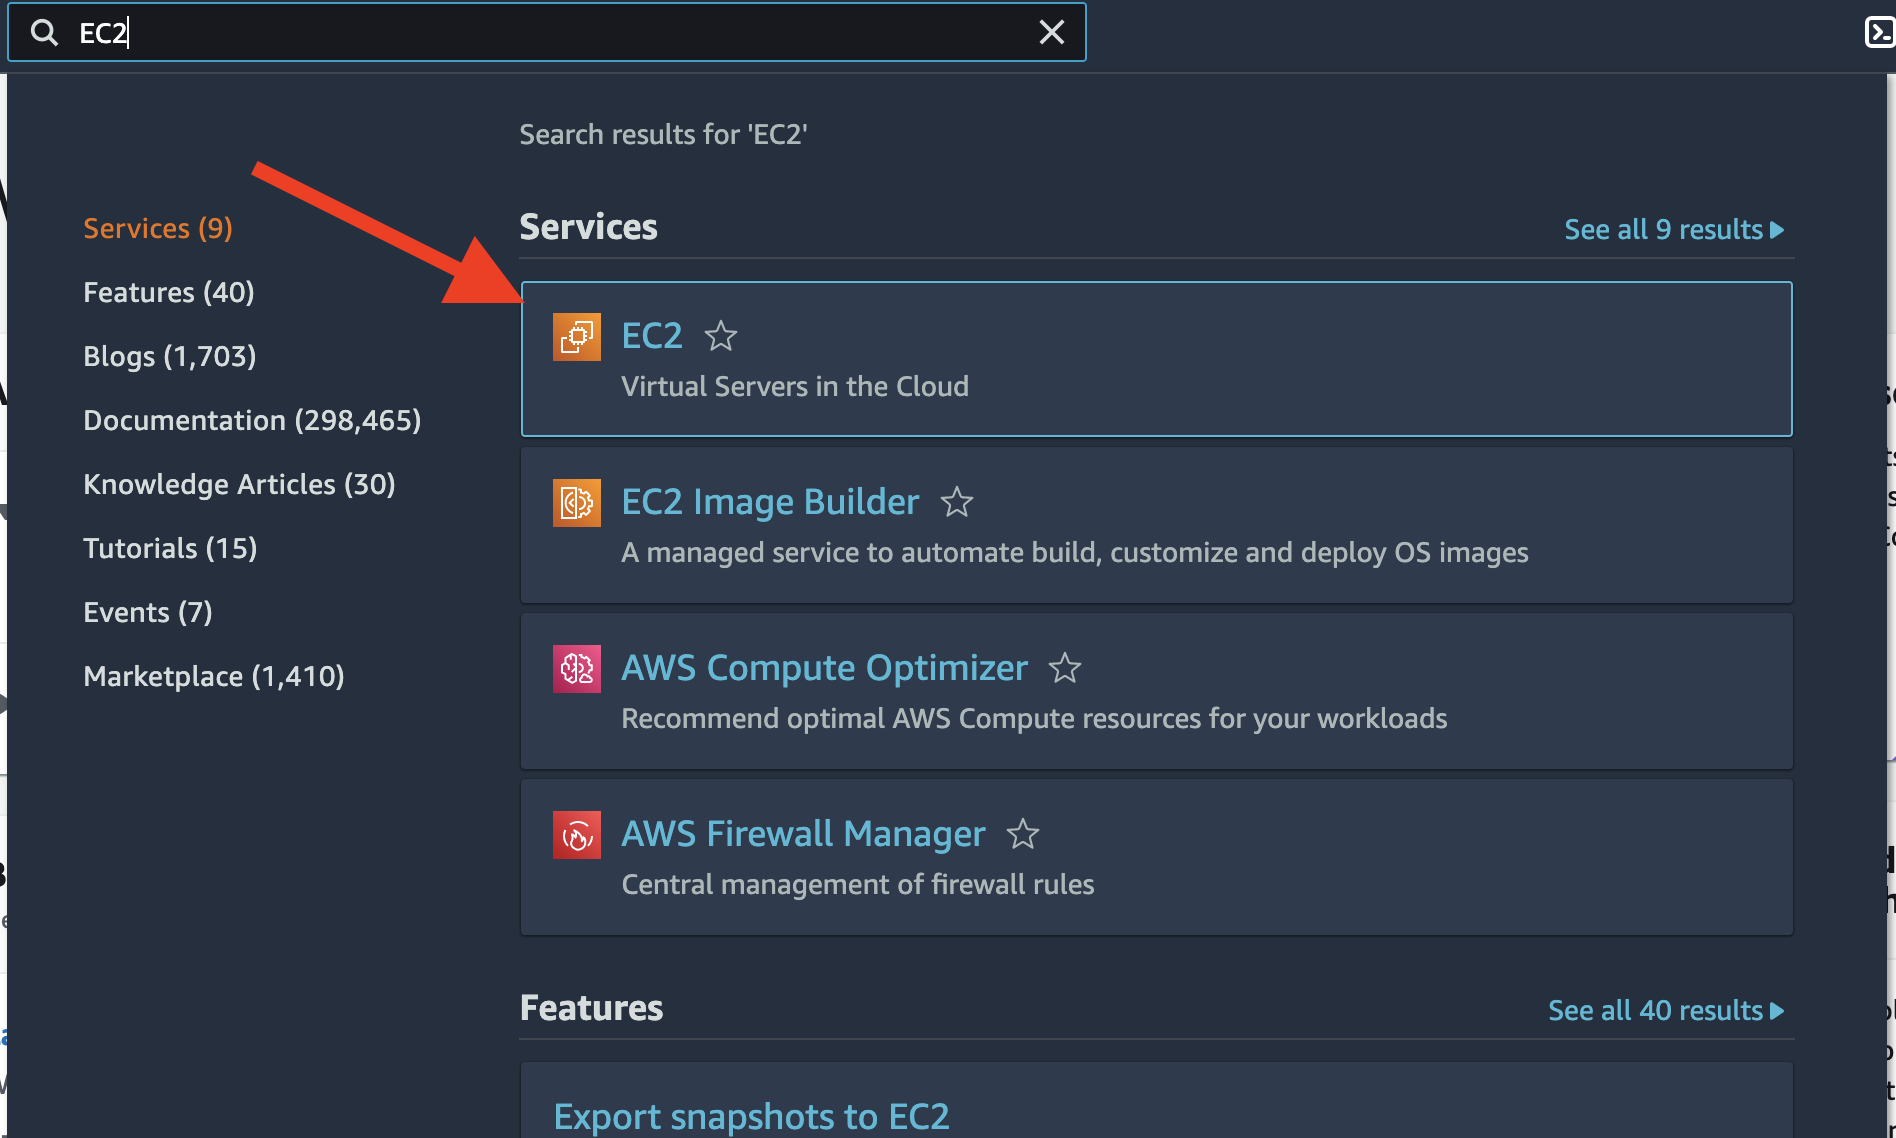 EC2
Search results for 'EC2'
Services (9)
Features (40)
Blogs (1,703)
Documentation (298,465)
Knowledge Articles (30)
Tutorials (15)
Events (7)
Marketplace (1,410)
Services
See all 9 results
EC2
Virtual Servers in the Cloud
EC2 Image Builder
A managed service to automate build, customize and deploy OS images
AWS Compute Optimizer
Recommend optimal AWS Compute resources for your workloads
AWS Firewall Manager
Central management of firewall rules
Features
See all 40 results
Export snapshots to EC2